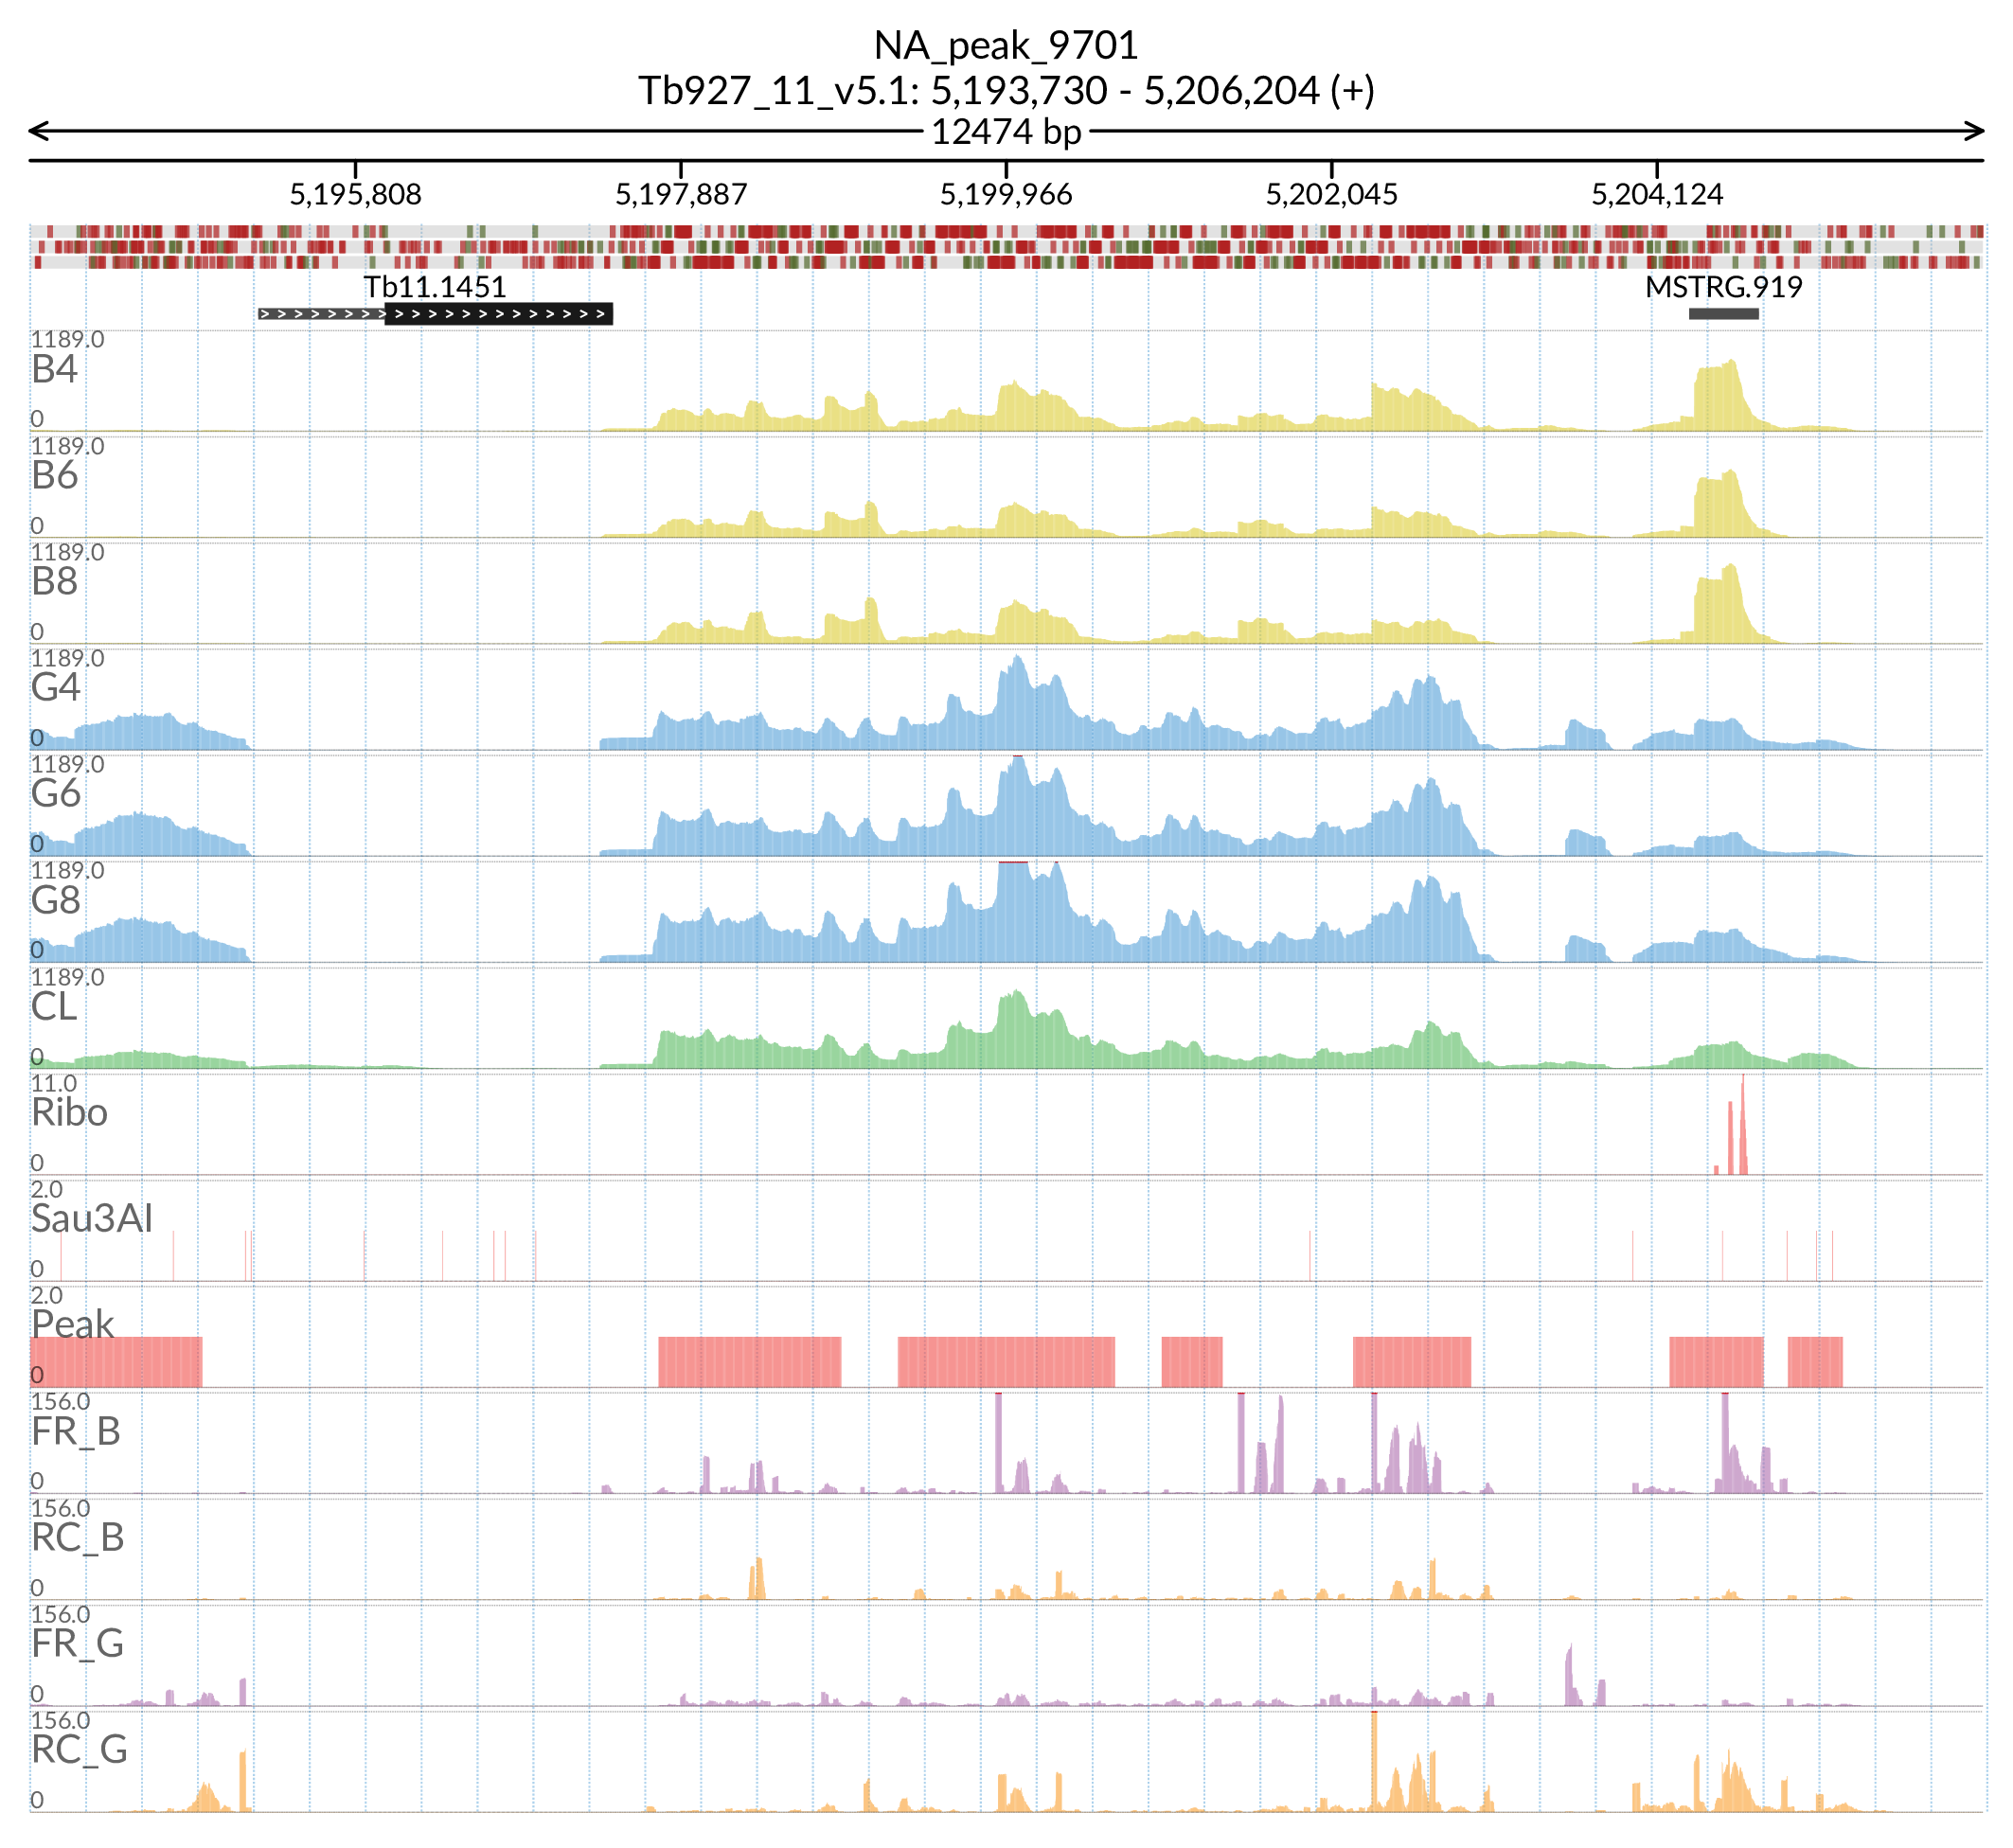 NA_peak_9701
Tb927_11_v5.1: 5,193,730 - 5,206,204 (+)
12474 bp
5,195,808 5,197,887 5,199,966 5,202,045 5,204,124
Tb11.1451 MSTRG.919
1189.0
B4
0
1189.0
B6
0
1189.0
B8
0
1189.0
G4
0
1189.0
G6
0
1189.0
G8
0
1189.0
CL
0
11.0
Ribo
0
2.0
Sau3AI
0
2.0
Peak
0
156.0
FR_B
0
156.0
RC_B
0
156.0
FR_G
0
156.0
RC_G
0